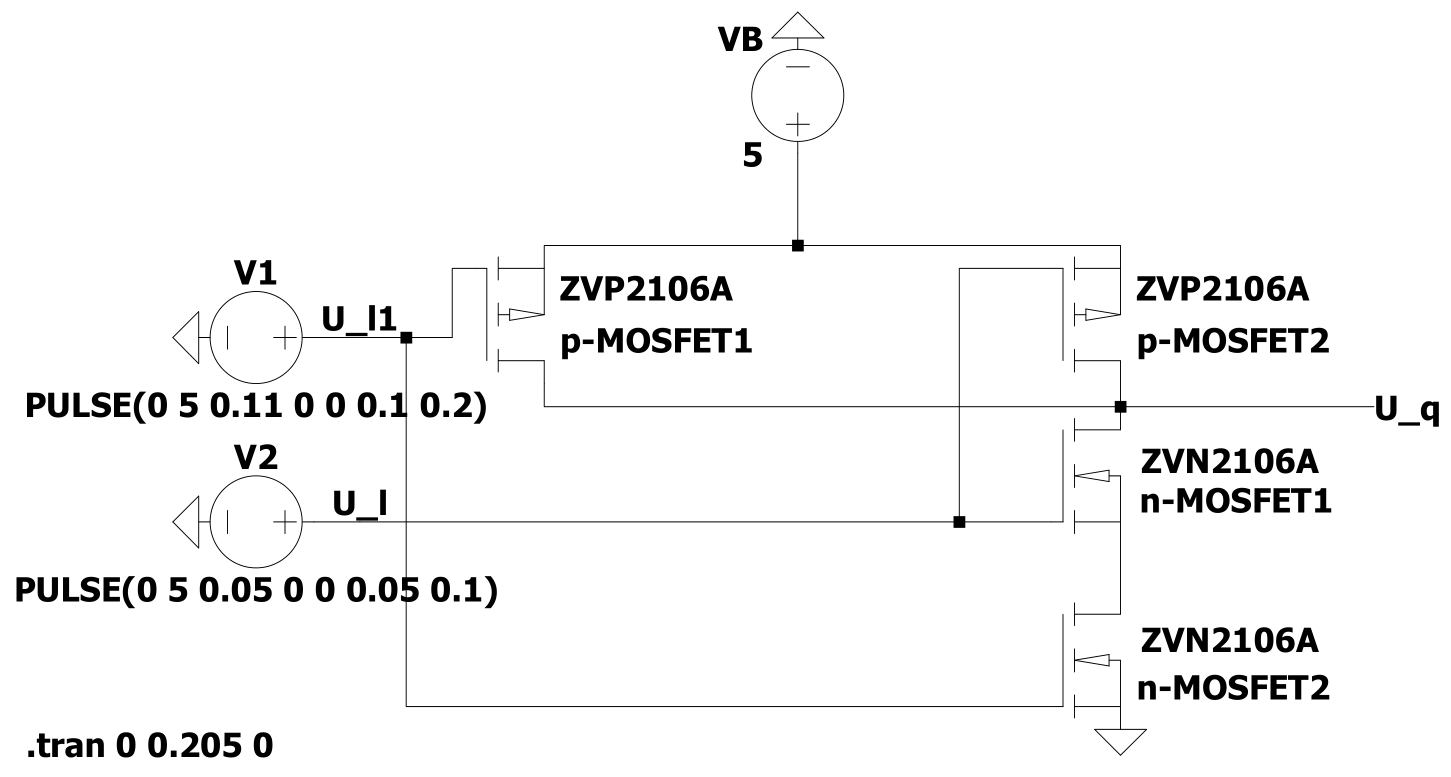 VB
5
V1
U_l1
PULSE(0 5 0.11 0 0 0.1 0.2)
ZVP2106A
p-MOSFET1
ZVP2106A
p-MOSFET2
U_q
V2
U_l
PULSE(0 5 0.05 0 0 0.05 0.1)
ZVN2106A
n-MOSFET1
ZVN2106A
n-MOSFET2
.tran 0 0.205 0